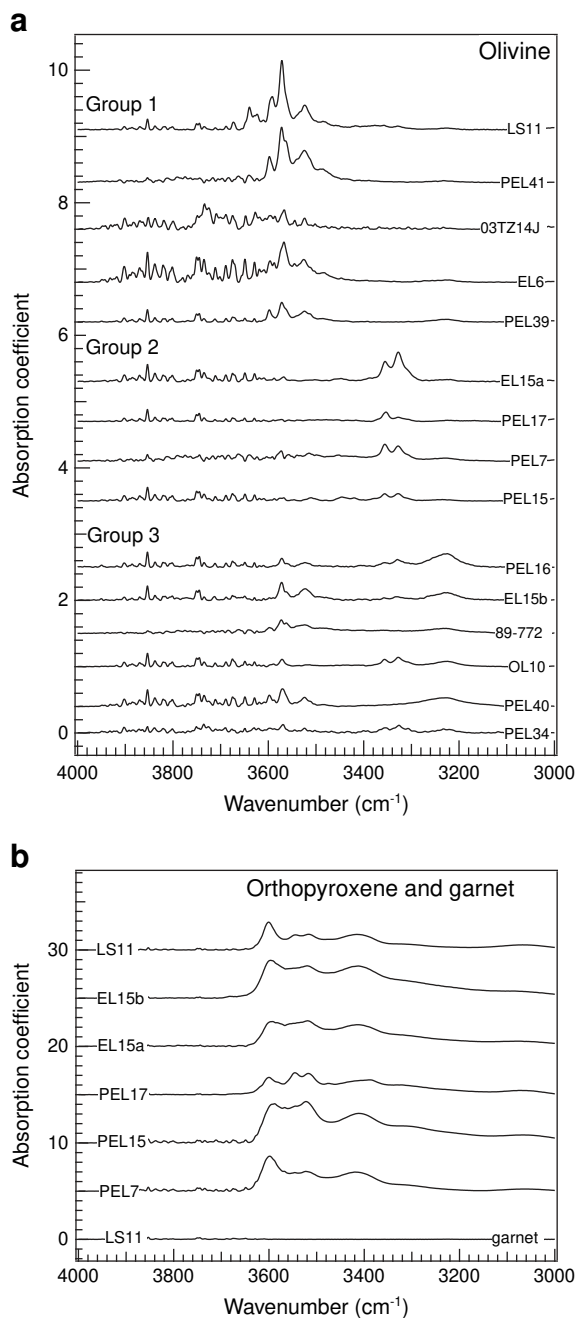 a
Olivine
10
Group 1
LS11
PEL41
8
03TZ14J
EL6
6
PEL39
Group 2
EL15a
PEL17
4
PEL7
PEL15
Group 3
PEL16
2
EL15b
89-772
OL10
PEL40
0
PEL34
Absorption coefficient
4000 3800 3600 3400 3200 3000
Wavenumber (cm-1)
b
Orthopyroxene and garnet
30
LS11
EL15b
20
EL15a
PEL17
10
PEL15
PEL7
0
LS11
garnet
Absorption coefficient
4000 3800 3600 3400 3200 3000
Wavenumber (cm-1)